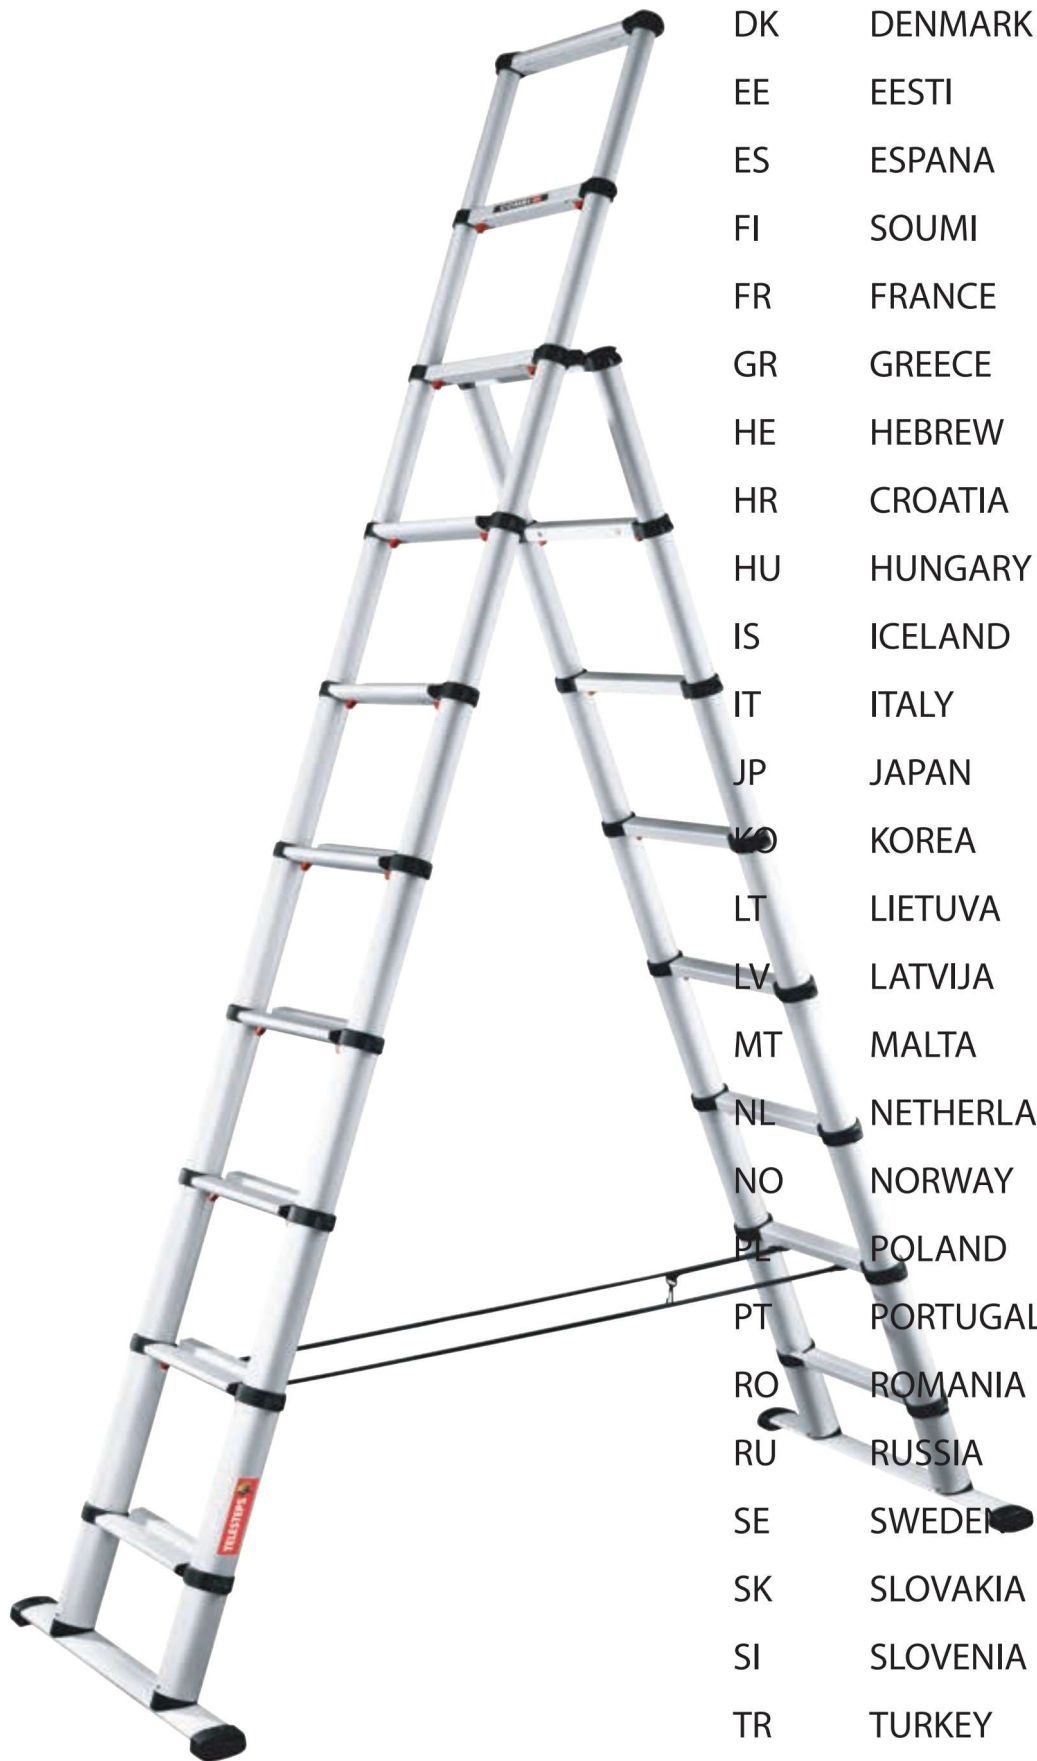 DK DENMARK
EE EESTI
ES ESPANA
FI SOUMI
FR FRANCE
GR GREECE
HE HEBREW
HR CROATIA
HU HUNGARY
IS ICELAND
IT ITALY
JP JAPAN
KO KOREA
LT LIETUVA
LV LATVIJA
MT MALTA
NL NETHERLA
NO NORWAY
PL POLAND
PT PORTUGAL
RO ROMANIA
RU RUSSIA
SE SWEDEN
SK SLOVAKIA
SI SLOVENIA
TR TURKEY
TELESTEPS